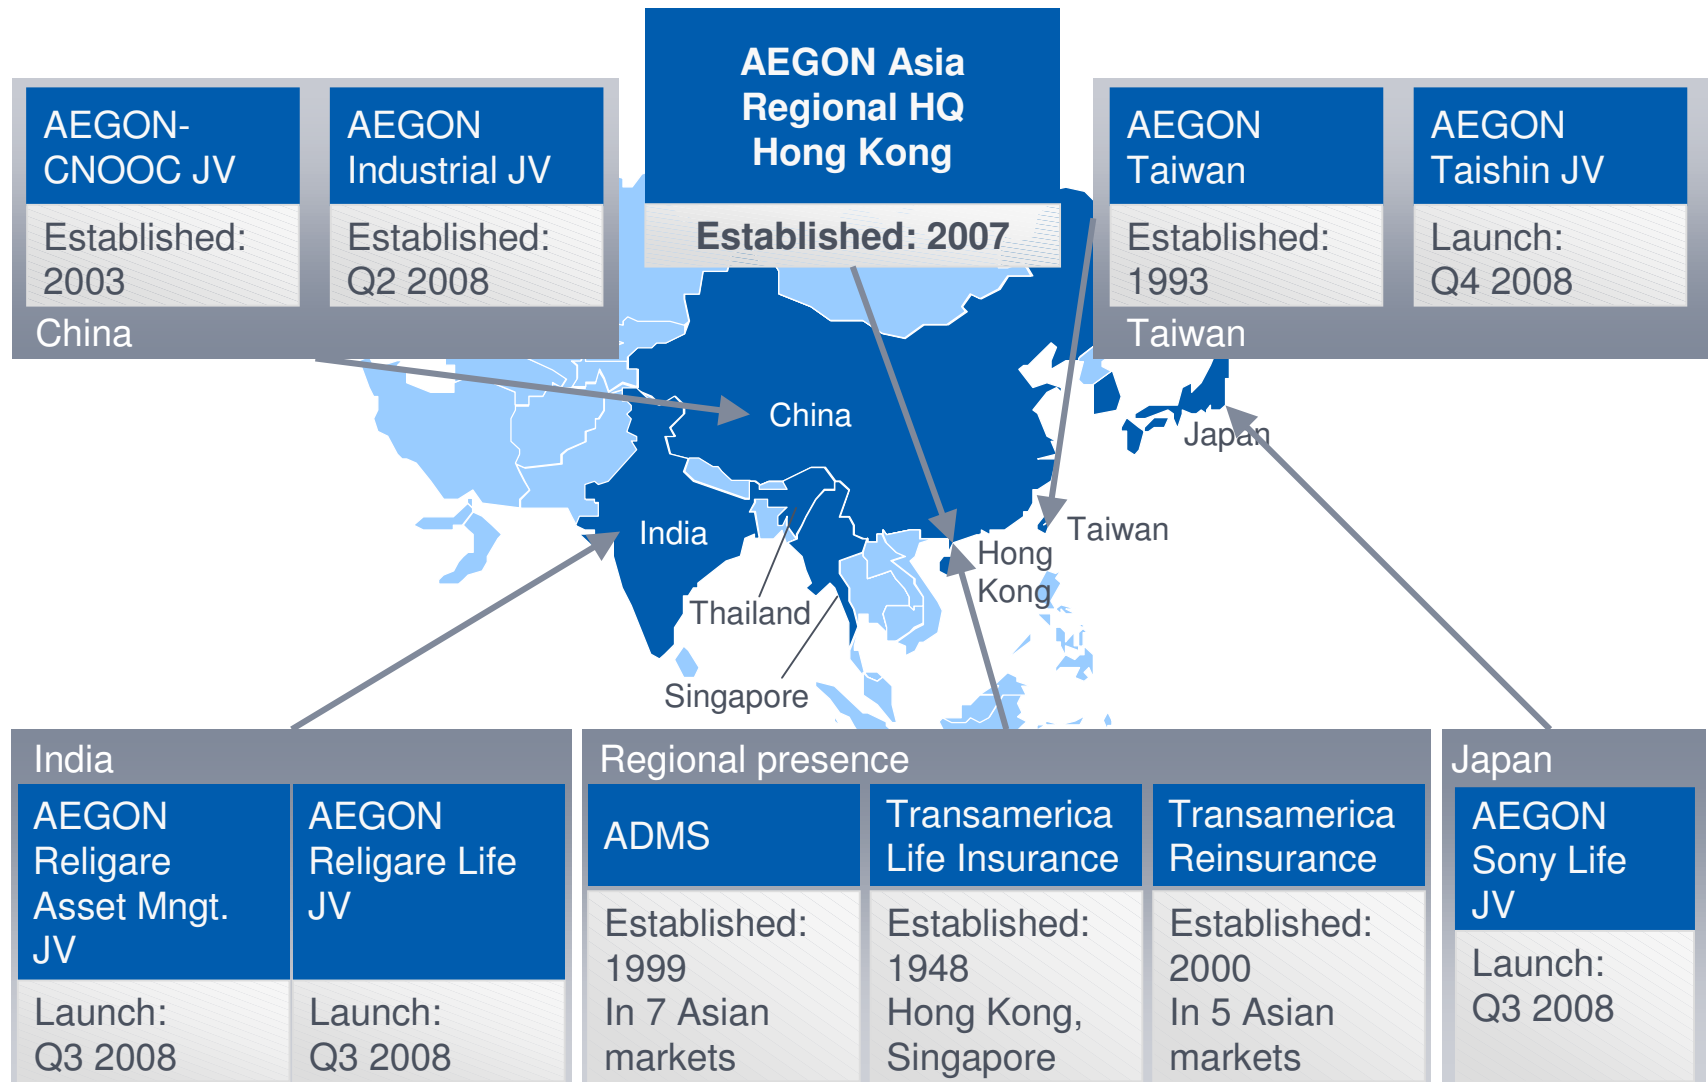 AEGON Asia
Regional HQ
Hong Kong
Established: 2007
AEGON-
CNOOC JV
Established:
2003
AEGON
Industrial JV
Established:
Q2 2008
China
AEGON
Taiwan
Established:
1993
AEGON
Taishin JV
Launch:
Q4 2008
Taiwan
China
Japan
India
Taiwan
Hong
Kong
Thailand
Singapore
India
AEGON
Religare
Asset Mngt.
JV
Launch:
Q3 2008
AEGON
Religare Life
JV
Launch:
Q3 2008
Regional presence
ADMS
Established:
1999
In 7 Asian
markets
Transamerica
Life Insurance
Established:
1948
Hong Kong,
Singapore
Transamerica
Reinsurance
Established:
2000
In 5 Asian
markets
Japan
AEGON
Sony Life
JV
Launch:
Q3 2008